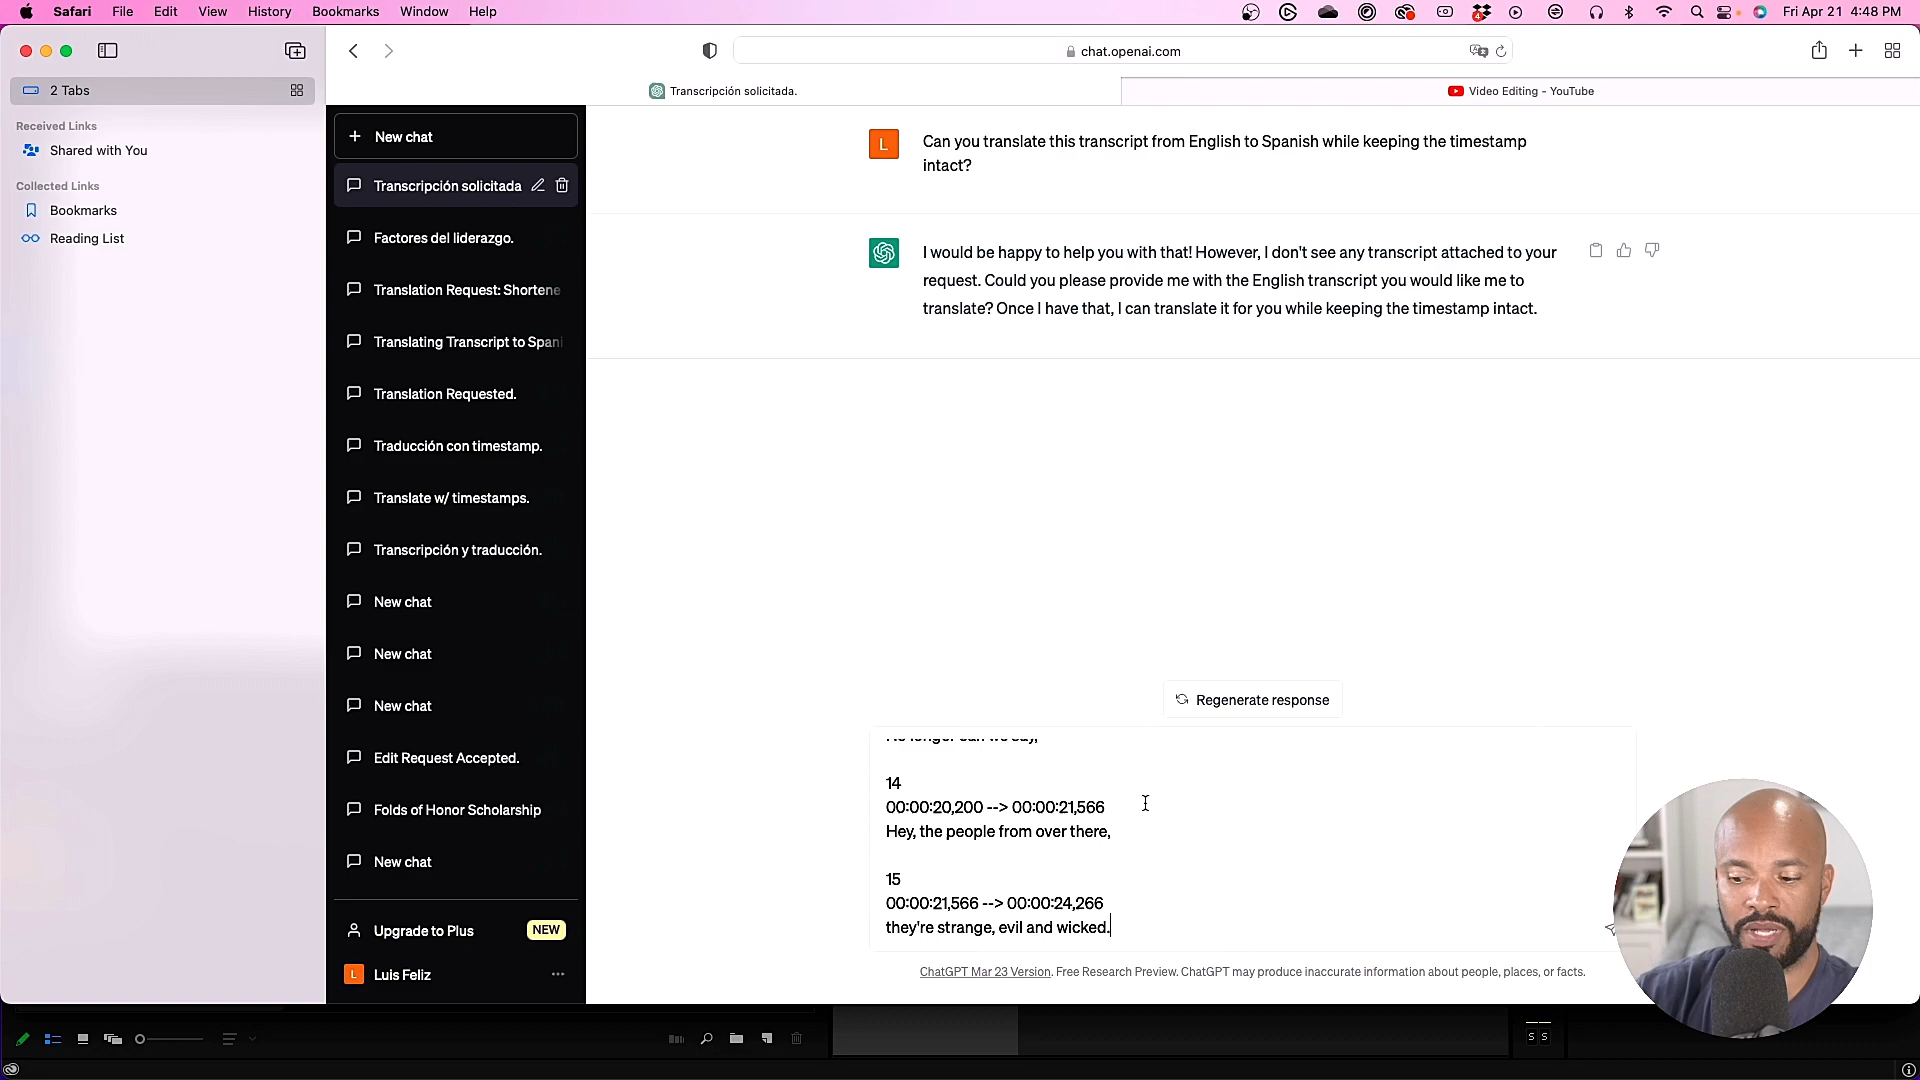 Safari File Edit View History Bookmarks Window Help
4
Fri Apr 21 4:48 PM
chat.openai.com
2 Tabs
Transcripción solicitada.
Video Editing - YouTube
Received Links
Shared with You
Collected Links
Bookmarks
Reading List
New chat
Transcripción solicitada
Factores del liderazgo.
Translation Request: Shortene
Translating Transcript to Spani
Translation Requested.
Traducción con timestamp.
Translate w/ timestamps.
Transcripción y traducción.
New chat
New chat
New chat
Edit Request Accepted.
Folds of Honor Scholarship
New chat
Upgrade to Plus NEW
L Luis Feliz
L
Can you translate this transcript from English to Spanish while keeping the timestamp
intact?
I would be happy to help you with that! However, I don't see any transcript attached to your
request. Could you please provide me with the English transcript you would like me to
translate? Once I have that, I can translate it for you while keeping the timestamp intact.
Regenerate response
longer can we say,
14
00:00:20,200 --> 00:00:21,566
Hey, the people from over there,
15
00:00:21,566 --> 00:00:24,266
they're strange, evil and wicked.
ChatGPT Mar 23 Version. Free Research Preview. ChatGPT may produce inaccurate information about people, places, or facts.
S S